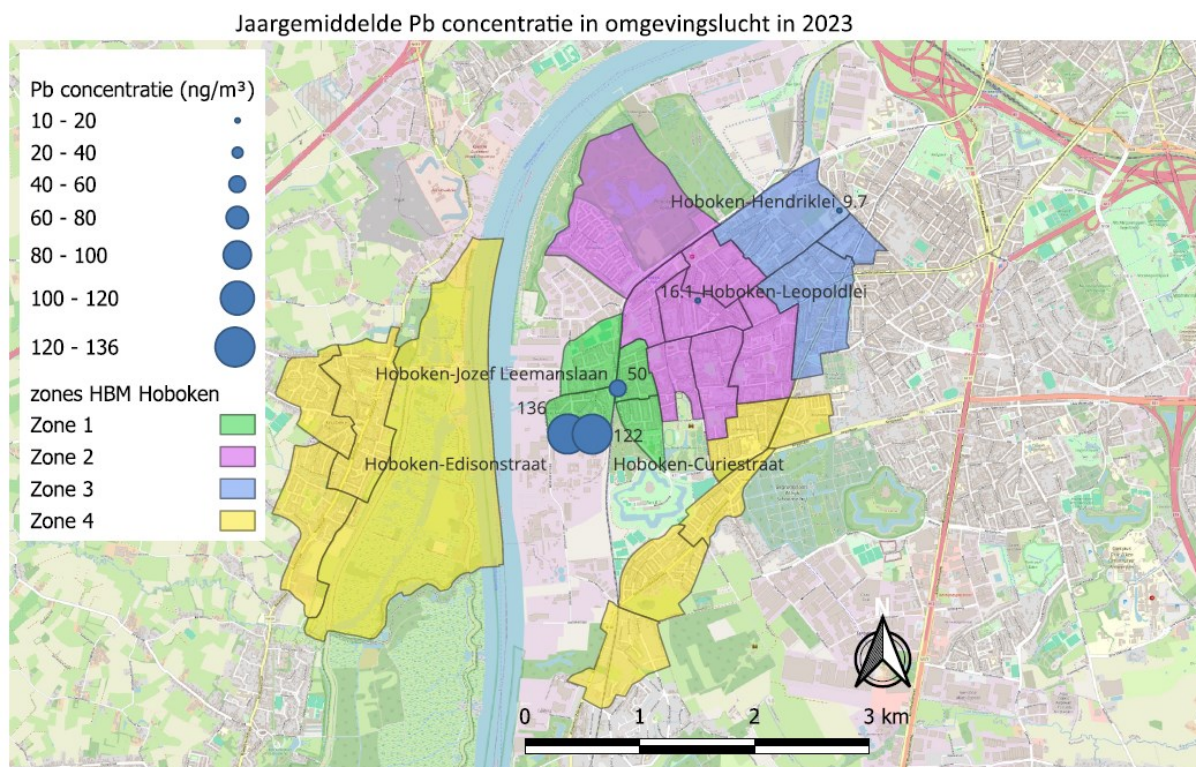 Jaargemiddelde Pb concentratie in omgevingslucht in 2023
Pb concentratie (ng/m³)
10 - 20
20 - 40
40 - 60
60 - 80
80 - 100
100 - 120
120 - 136
zones HBM Hoboken
Zone 1
Zone 2
Zone 3
Zone 4
Hoboken-Hendriklei 9.7
16.1 Hoboken-Leopoldlei
Hoboken-Jozef Leemanslaan 50
136
122
Hoboken-Edisonstraat
Hoboken-Curiestraat
N
0 1 2 3 km